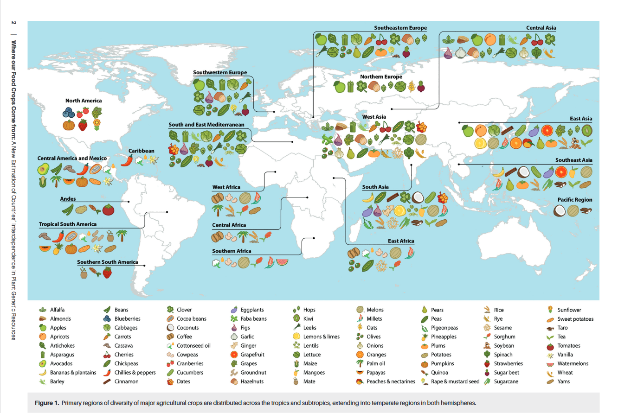 2 | Where our Food Crops Come from: A New Estimation of Countries' Interdependence in Plant Genetic Resources
Southeastern Europe
Central Asia
Southwestern Europe
Northern Europe
North America
West Asia
East Asia
South and East Mediterranean
Caribbean
Central America and Mexico
Southeast Asia
West Africa
South Asia
Andes
Pacific Region
Tropical South America
Central Africa
East Africa
Southern Africa
Southern South America
Alfalfa
Almonds
Apples
Apricots
Artichokes
Asparagus
Avocados
Bananas & plantains
Barley
Beans
Blueberries
Cabbages
Carrots
Cassava
Cherries
Chickpeas
Chillies & peppers
Cinnamon
Clover
Cocoa beans
Coconuts
Coffee
Cottonseed oil
Cowpeas
Cranberries
Cucumbers
Dates
Eggplants
Faba beans
Figs
Garlic
Ginger
Grapefruit
Grapes
Groundnut
Hazelnuts
Hops
Kiwi
Leeks
Lemons & limes
Lentils
Lettuce
Maize
Mangoes
Mate
Melons
Millets
Oats
Olives
Onions
Oranges
Palm oil
Papayas
Peaches & nectarines
Pears
Peas
Pigeonpeas
Pineapples
Plums
Potatoes
Pumpkins
Quinoa
Rape & mustard seed
Rice
Rye
Sesame
Sorghum
Soybean
Spinach
Strawberries
Sugar beet
Sugarcane
Sunflower
Sweet potatoes
Taro
Tea
Tomatoes
Vanilla
Watermelons
Wheat
Yams
Figure 1. Primary regions of diversity of major agricultural crops are distributed across the tropics and subtropics, extending into temperate regions in both hemispheres.